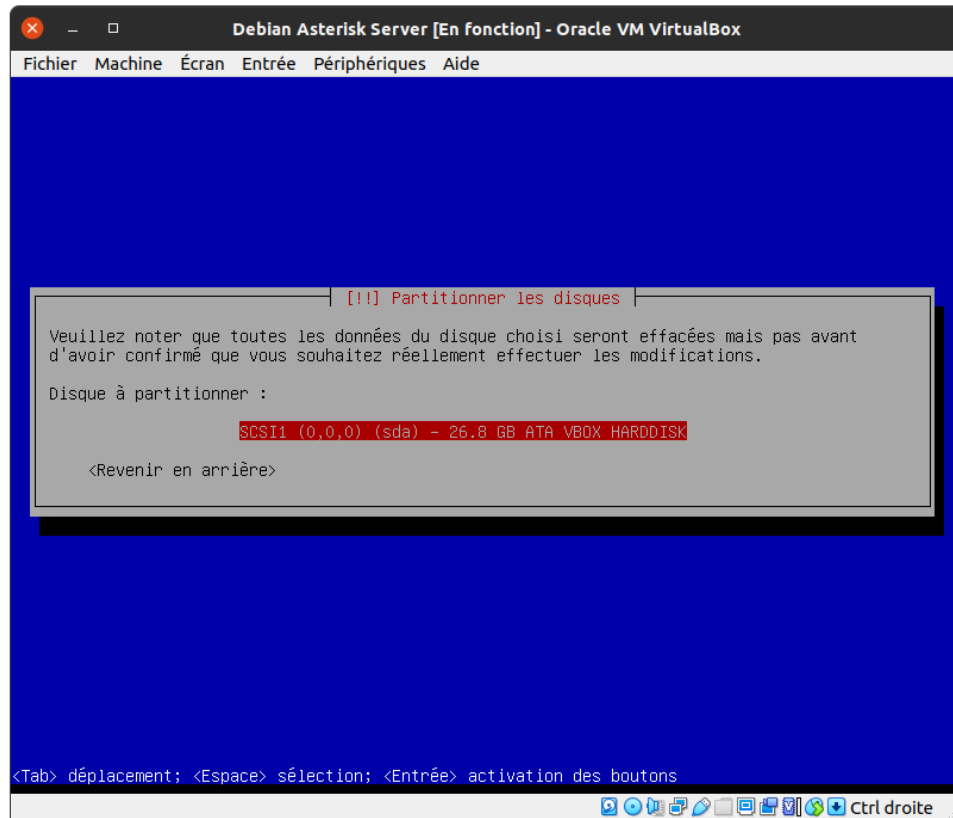 Debian Asterisk Server [En fonction] - Oracle VM VirtualBox
Fichier Machine Écran Entrée Périphériques Aide
[!!] Partitionner les disques
Veuillez noter que toutes les données du disque choisi seront effacées mais pas avant
d'avoir confirmé que vous souhaitez réellement effectuer les modifications.
Disque à partitionner :
SCSI1 (0,0,0) (sda) - 26.8 GB ATA VBOX HARDDISK
<Revenir en arrière>
<Tab> déplacement; <Espace> sélection; <Entrée> activation des boutons
Ctrl droite